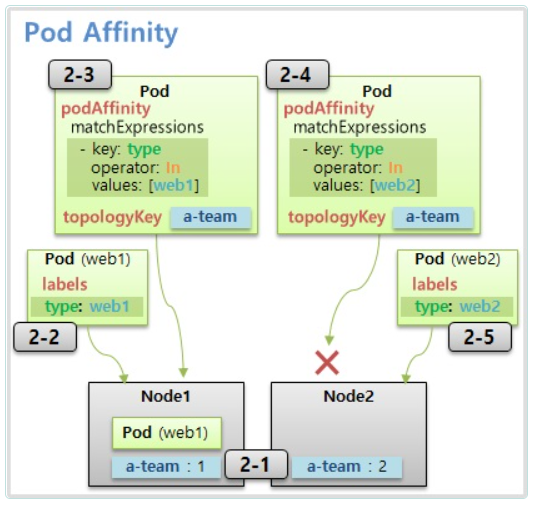 Pod Affinity
2-3
Pod
podAffinity
matchExpressions
- key: type
operator: In
values: [web1]
topologyKey a-team
2-4
Pod
podAffinity
matchExpressions
- key: type
operator: In
values: [web2]
topologyKey a-team
Pod (web1)
labels
type: web1
2-2
Pod (web2)
labels
type: web2
2-5
Node1
Pod (web1)
a-team : 1
2-1
Node2
a-team : 2